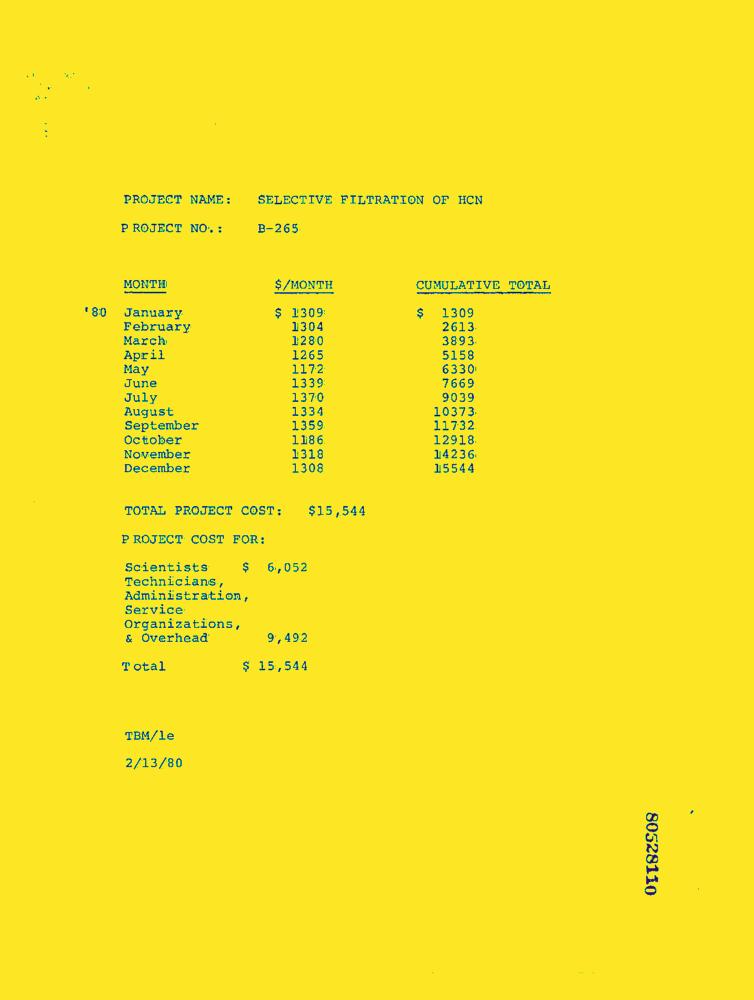 PROJECT NAME: SELECTIVE FILTRATION OF HCN
PROJECT NO.: B-265
MONTH $/MONTH CUMULATIVE TOTAL
'80 January $ 1309 $ 1309
February 1304 2613
March 1280 3893
April 1265 5158
May 1172 6330
June 1339 7669
July 1370 9039
August 1334 10373
September 1359 11732
October 1186 12918
November 1318 14236
December 1308 15544
TOTAL PROJECT COST: $15,544
PROJECT COST FOR:
Scientists $ 6,052
Technicians,
Administration,
Service
Organizations,
& Overhead 9,492
Total $ 15,544
TBM/le
2/13/80
80528110